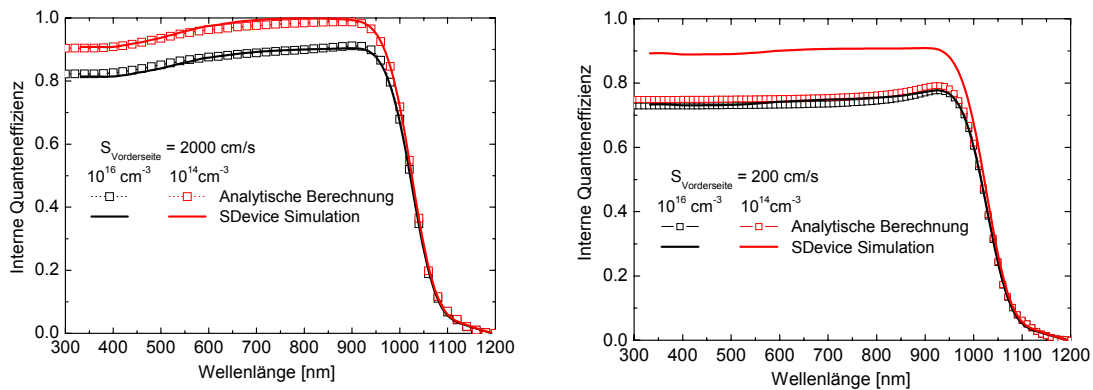 1.0
0.8
0.6
0.4
0.2
0.0
Interne Quanteneffizienz
S_Vorderseite = 2000 cm/s
10^16 cm^-3 10^14 cm^-3
Analytische Berechnung
SDevice Simulation
300 400 500 600 700 800 900 1000 1100 1200
Wellenlänge [nm]
1.0
0.8
0.6
0.4
0.2
0.0
Interne Quanteneffizienz
S_Vorderseite = 200 cm/s
10^16 cm^-3 10^14 cm^-3
Analytische Berechnung
SDevice Simulation
300 400 500 600 700 800 900 1000 1100 1200
Wellenlänge [nm]